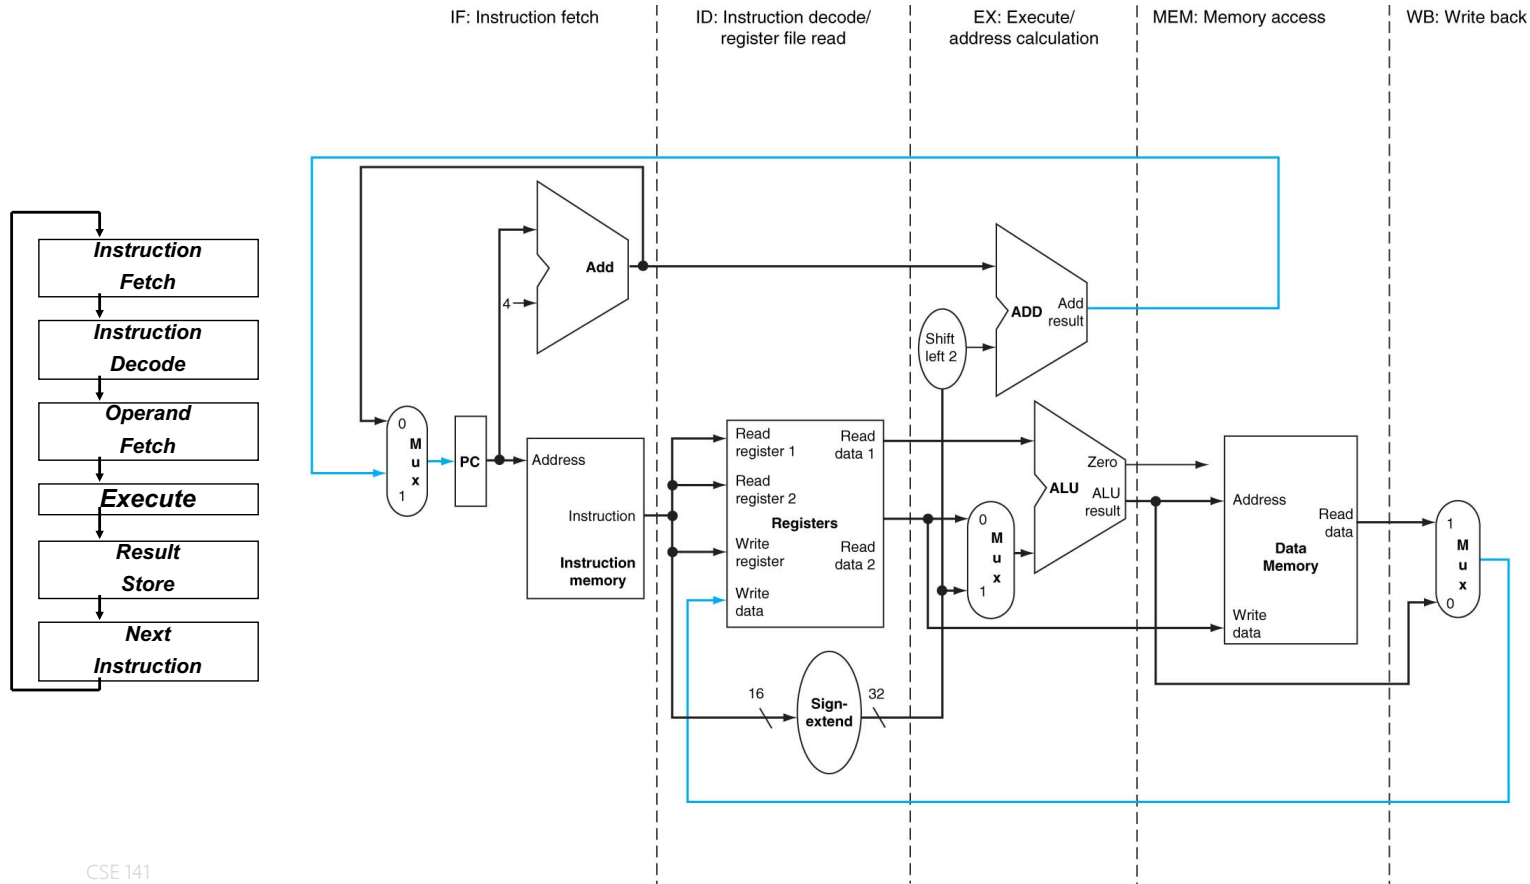 IF: Instruction fetch
ID: Instruction decode/
register file read
EX: Execute/
address calculation
MEM: Memory access
WB: Write back
Instruction
Fetch
Instruction
Decode
Operand
Fetch
Execute
Result
Store
Next
Instruction
Add
4
0
M
u
x
1
PC
Address
Instruction
Instruction
memory
Read
register 1
Read
register 2
Write
register
Write
data
Registers
Read
data 1
Read
data 2
16
Sign-
extend
32
Shift
left 2
ADD
Add
result
0
M
u
x
1
ALU
Zero
ALU
result
Address
Read
data
Data
Memory
Write
data
1
M
u
x
0
CSE 141